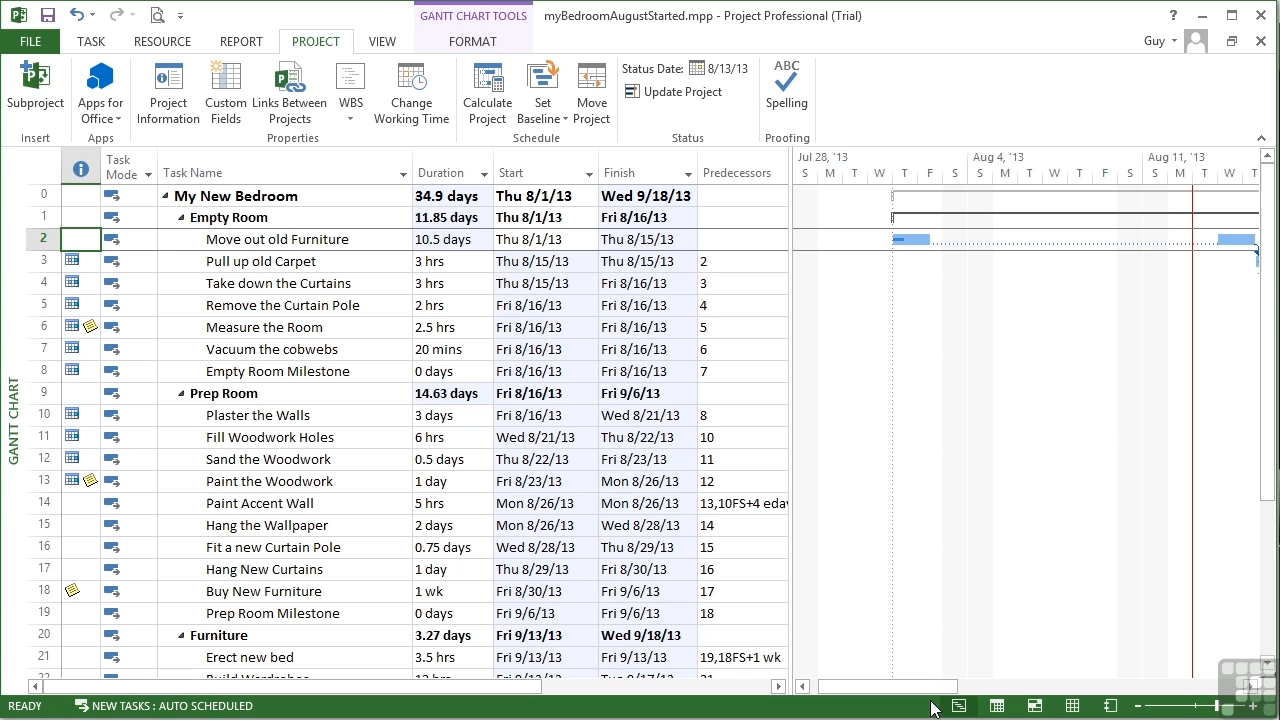 GANTT CHART TOOLS
myBedroomAugustStarted.mpp - Project Professional (Trial)
?
FILE TASK RESOURCE REPORT PROJECT VIEW FORMAT Guy
Subproject
Insert
Apps for Office
Apps
Project Information
Custom Fields
Links Between Projects
WBS
Change Working Time
Properties
Calculate Project
Set Baseline
Move Project
Schedule
Status Date: 8/13/13
Update Project
Status
ABC
Spelling
Proofing
GANTT CHART
Task Mode Task Name Duration Start Finish Predecessors
Jul 28, '13 Aug 4, '13 Aug 11, '13
S M T W T F S S M T W T F S S M T W T
0 My New Bedroom 34.9 days Thu 8/1/13 Wed 9/18/13
1 Empty Room 11.85 days Thu 8/1/13 Fri 8/16/13
2 Move out old Furniture 10.5 days Thu 8/1/13 Thu 8/15/13
3 Pull up old Carpet 3 hrs Thu 8/15/13 Thu 8/15/13 2
4 Take down the Curtains 3 hrs Thu 8/15/13 Fri 8/16/13 3
5 Remove the Curtain Pole 2 hrs Fri 8/16/13 Fri 8/16/13 4
6 Measure the Room 2.5 hrs Fri 8/16/13 Fri 8/16/13 5
7 Vacuum the cobwebs 20 mins Fri 8/16/13 Fri 8/16/13 6
8 Empty Room Milestone 0 days Fri 8/16/13 Fri 8/16/13 7
9 Prep Room 14.63 days Fri 8/16/13 Fri 9/6/13
10 Plaster the Walls 3 days Fri 8/16/13 Wed 8/21/13 8
11 Fill Woodwork Holes 6 hrs Wed 8/21/13 Thu 8/22/13 10
12 Sand the Woodwork 0.5 days Thu 8/22/13 Fri 8/23/13 11
13 Paint the Woodwork 1 day Fri 8/23/13 Mon 8/26/13 12
14 Paint Accent Wall 5 hrs Mon 8/26/13 Mon 8/26/13 13,10FS+4 eday
15 Hang the Wallpaper 2 days Mon 8/26/13 Wed 8/28/13 14
16 Fit a new Curtain Pole 0.75 days Wed 8/28/13 Thu 8/29/13 15
17 Hang New Curtains 1 day Thu 8/29/13 Fri 8/30/13 16
18 Buy New Furniture 1 wk Fri 8/30/13 Fri 9/6/13 17
19 Prep Room Milestone 0 days Fri 9/6/13 Fri 9/6/13 18
20 Furniture 3.27 days Fri 9/13/13 Wed 9/18/13
21 Erect new bed 3.5 hrs Fri 9/13/13 Fri 9/13/13 19,18FS+1 wk
READY NEW TASKS : AUTO SCHEDULED